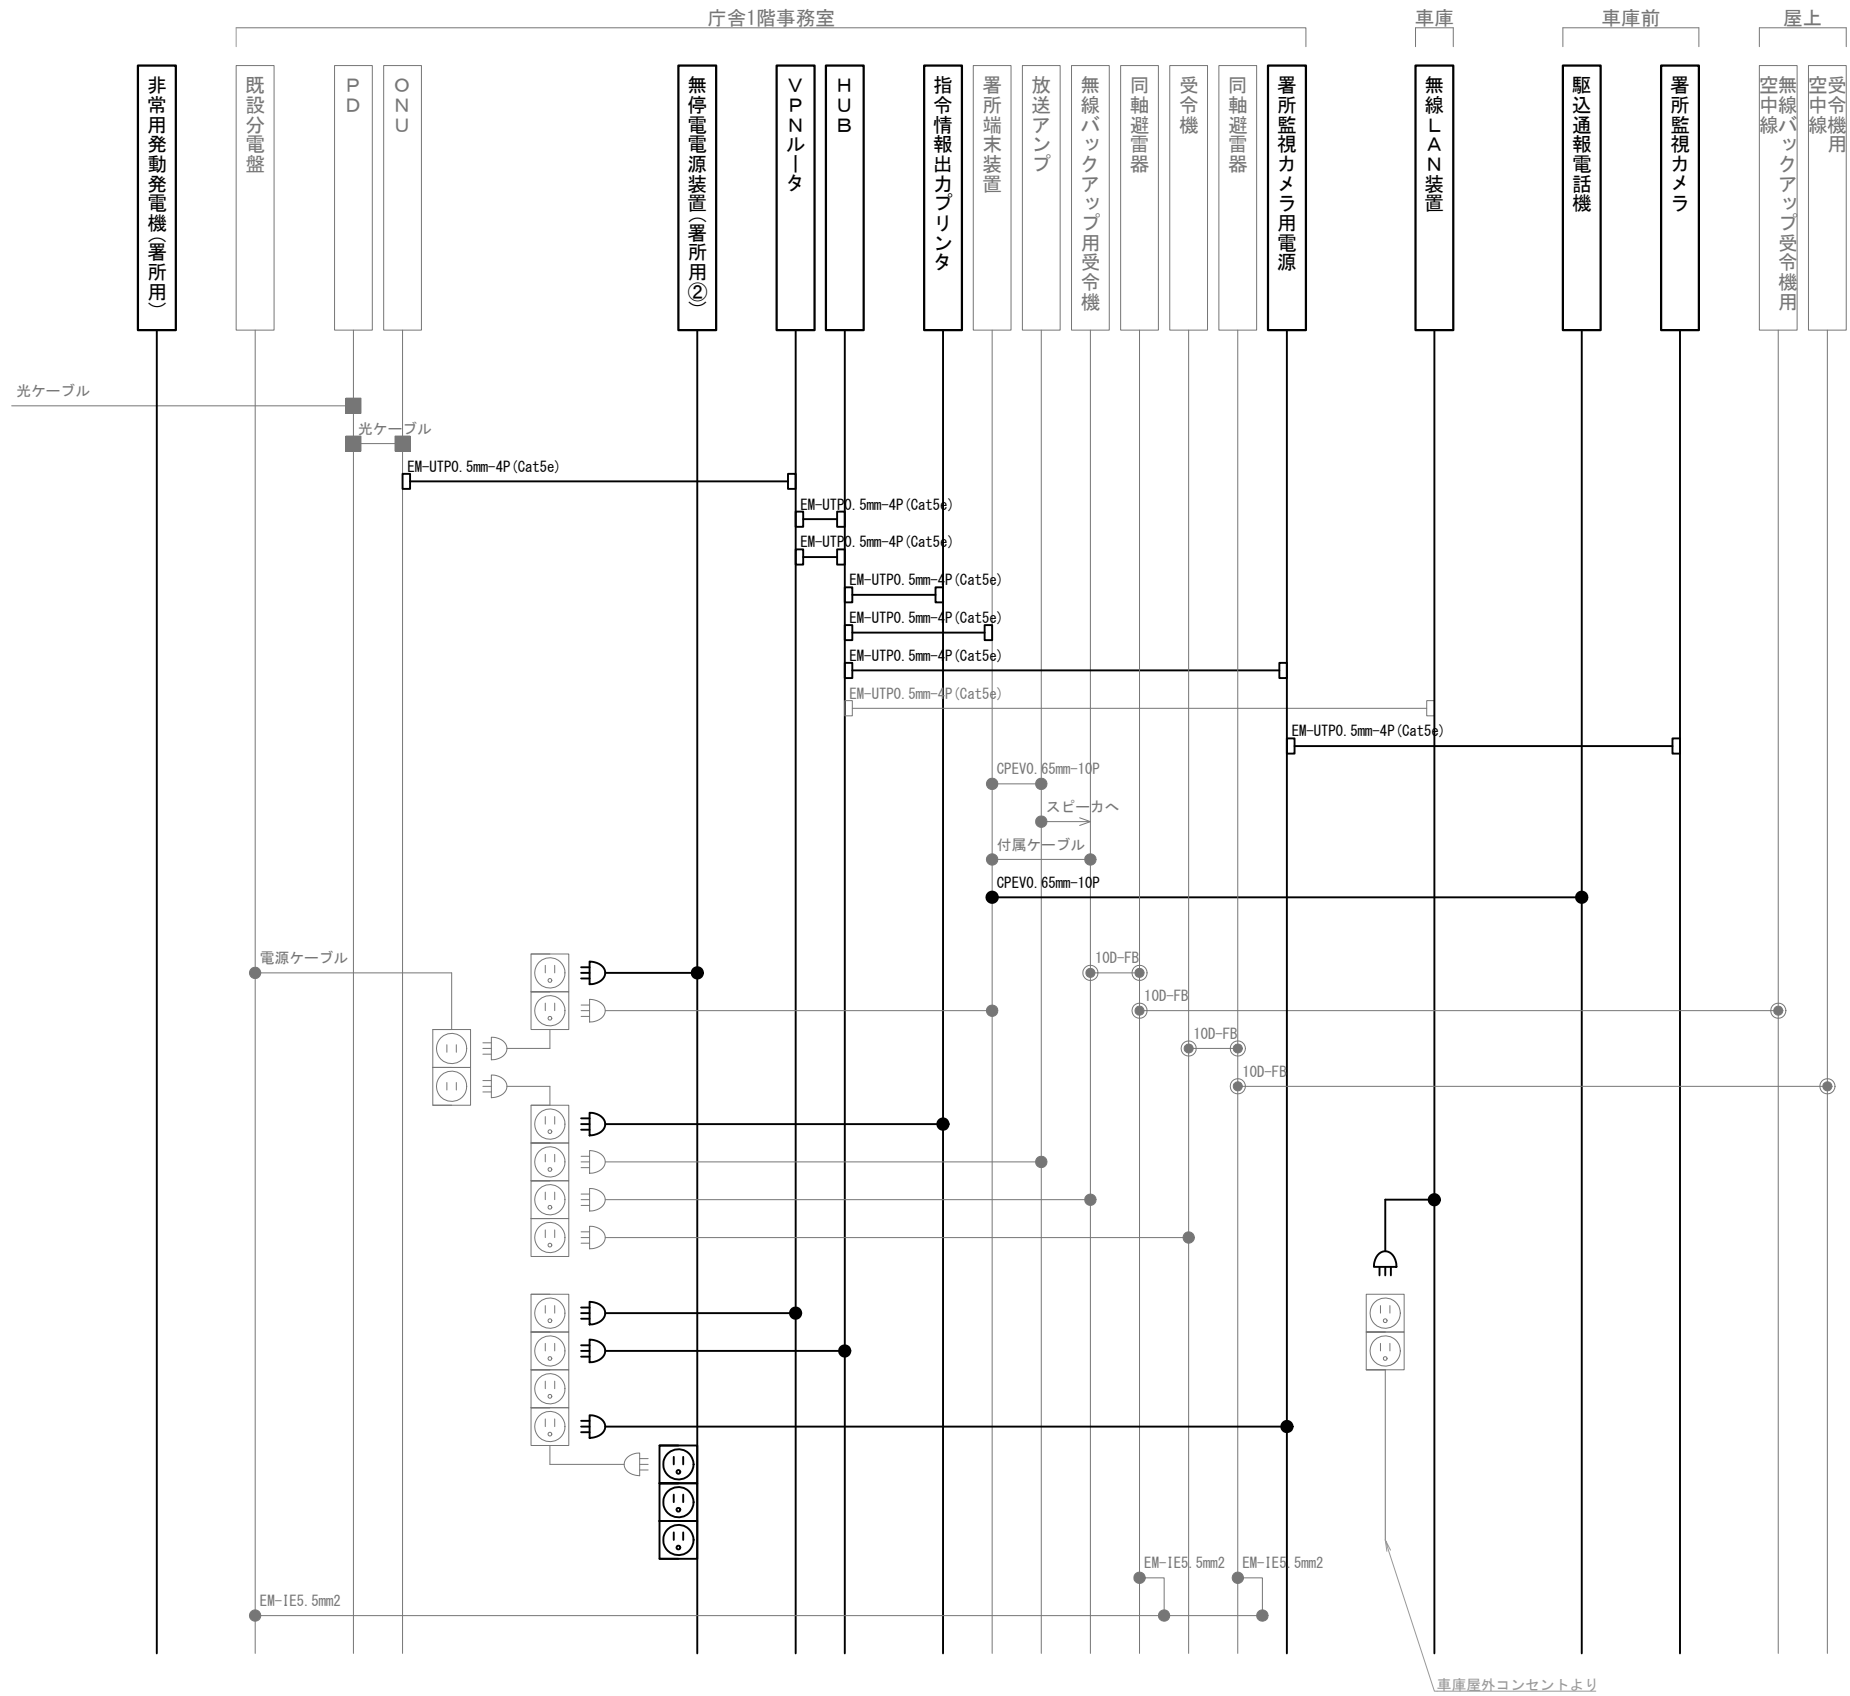 庁舎1階事務室
車庫
車庫前
屋上
非常用発動発電機(署所用)
既設分電盤
PD
ONU
無停電電源装置(署所用②)
VPNルータ
HUB
指令情報出力プリンタ
署所端末装置
放送アンプ
無線バックアップ用受令機
同軸避雷器
受令機
同軸避雷器
署所監視カメラ用電源
無線LAN装置
駆込通報電話機
署所監視カメラ
無線バックアップ受令機用
空中線
受令機用
空中線
光ケーブル
光ケーブル
EM-UTP0.5mm-4P(Cat5e)
EM-UTP0.5mm-4P(Cat5e)
EM-UTP0.5mm-4P(Cat5e)
EM-UTP0.5mm-4P(Cat5e)
EM-UTP0.5mm-4P(Cat5e)
EM-UTP0.5mm-4P(Cat5e)
EM-UTP0.5mm-4P(Cat5e)
EM-UTP0.5mm-4P(Cat5e)
CPEV0.65mm-10P
スピーカへ
付属ケーブル
CPEV0.65mm-10P
電源ケーブル
10D-FB
10D-FB
10D-FB
10D-FB
EM-IE5.5mm2
EM-IE5.5mm2
EM-IE5.5mm2
車庫屋外コンセントより